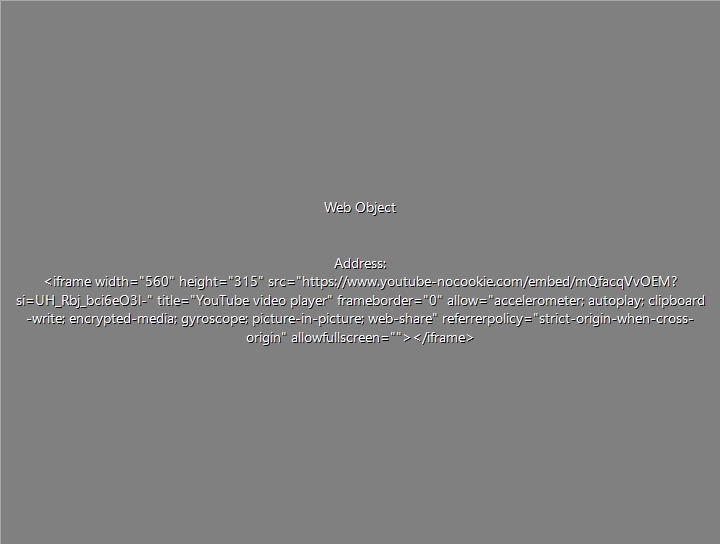 Web Object
Address:
<iframe width="560" height="315" src="https://www.youtube-nocookie.com/embed/mQfacqVvOEM?
si=UH_Rbj_bci6eO3I-" title="YouTube video player" frameborder="0" allow="accelerometer; autoplay; clipboard
-write; encrypted-media; gyroscope; picture-in-picture; web-share" referrerpolicy="strict-origin-when-cross-
origin" allowfullscreen=""></iframe>